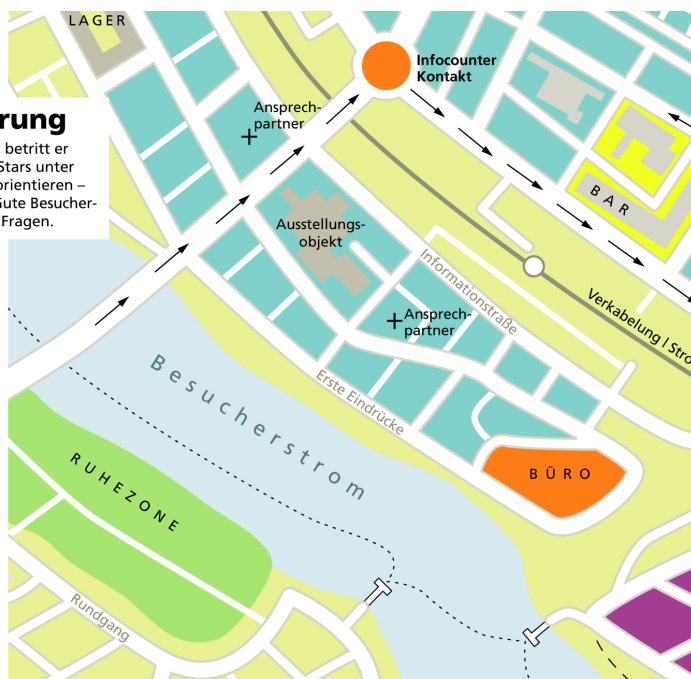 LAGER
Infocounter
Kontakt
rung
betritt er
Stars unter
orientieren –
Gute Besucher-
Fragen.
Ansprech-
partner
BAR
Ausstellungs-
objekt
Informationstraße
Verkabelung | Stro
Ansprech-
partner
Erste Eindrücke
Besucherstrom
BÜRO
RUHEZONE
Rundgang